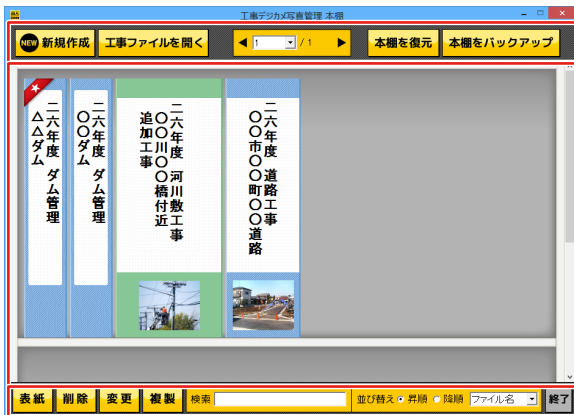 工事デジカメ写真管理 本棚
NEW 新規作成
工事ファイルを開く
1 / 1
本棚を復元
本棚をバックアップ
二六年度 ダム管理
△△ダム
二六年度 ダム管理
〇〇ダム
二六年度 河川敷工事
〇〇川〇〇橋付近
追加工事
二六年度 道路工事
〇〇市〇〇町〇〇道路
表紙
削除
変更
複製
検索
並び替え 昇順 降順 ファイル名
終了